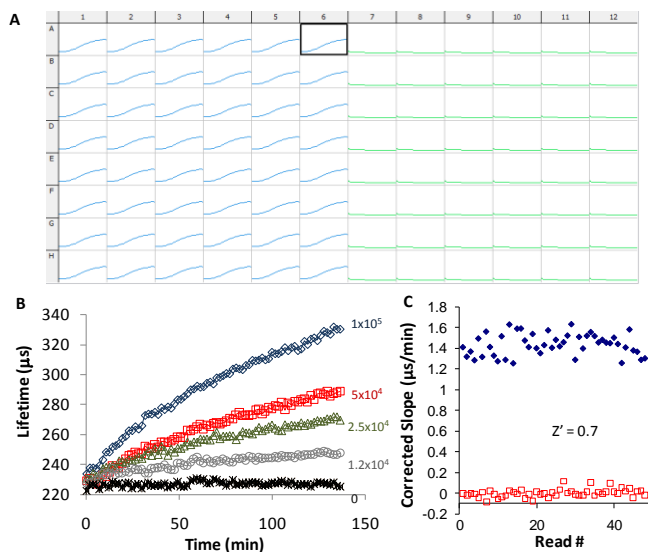 A
1 2 3 4 5 6 7 8 9 10 11 12
A
B
C
D
E
F
G
H
B
Lifetime (µs)
340
320
300
280
260
240
220
0 50 100 150
Time (min)
1x10⁵
5x10⁴
2.5x10⁴
1.2x10⁴
0
C
Corrected Slope (µs/min)
1.8
1.6
1.4
1.2
1
0.8
0.6
0.4
0.2
0
-0.2
Z' = 0.7
0 20 40
Read #